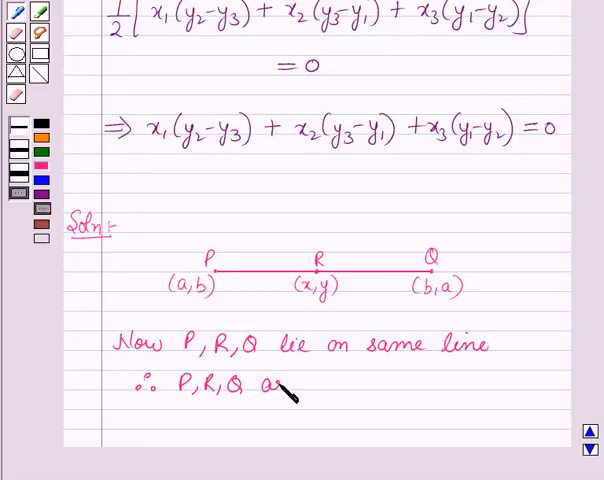 1/2 [ x₁(y₂-y₃) + x₂(y₃-y₁) + x₃(y₁-y₂) ]
= 0
⇒ x₁(y₂-y₃) + x₂(y₃-y₁) + x₃(y₁-y₂) = 0
Soln:-
P R Q
(a,b) (x,y) (b,a)
Now P, R, Q lie on same line
∴ P, R, Q a